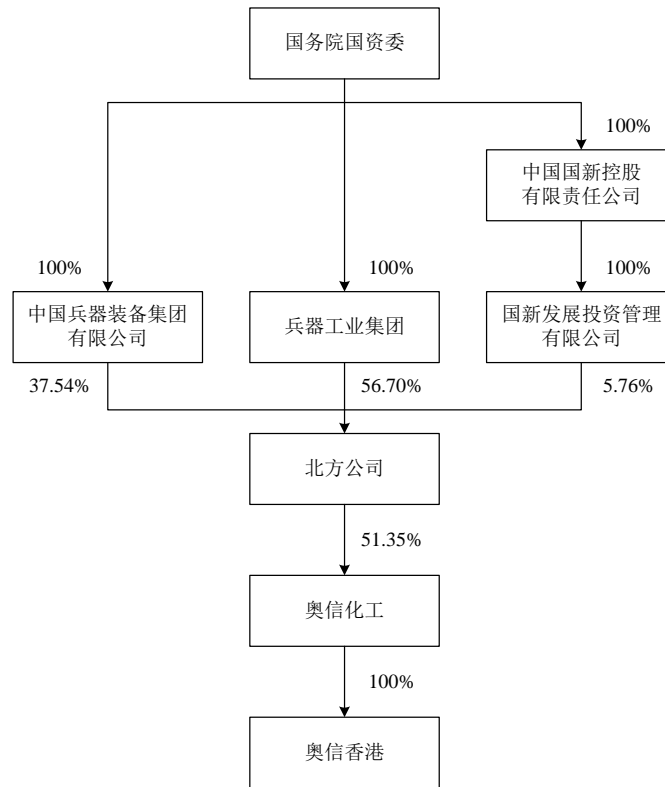 国务院国资委
100%
中国国新控股
有限责任公司
100%
100%
100%
中国兵器装备集团
有限公司
兵器工业集团
国新发展投资管理
有限公司
37.54%
56.70%
5.76%
北方公司
51.35%
奥信化工
100%
奥信香港